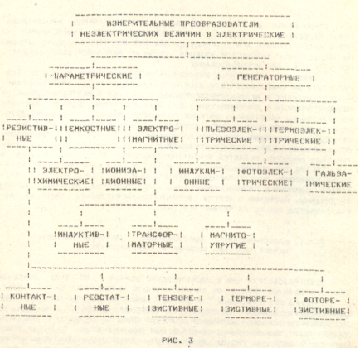 ИЗМЕРИТЕЛЬНЫЕ ПРЕОБРАЗОВАТЕЛИ
НЕЭЛЕКТРИЧЕСКИХ ВЕЛИЧИН В ЭЛЕКТРИЧЕСКИЕ
ПАРАМЕТРИЧЕСКИЕ ГЕНЕРАТОРНЫЕ
РЕЗИСТИВ- ЕМКОСТНЫЕ ЭЛЕКТРО- ПЬЕЗОЭЛЕК- ТЕРМОЭЛЕК-
НЫЕ МАГНИТНЫЕ ТРИЧЕСКИЕ ТРИЧЕСКИЕ
ЭЛЕКТРО- ИОНИЗА- ИНДУКЦИ- ФОТОЭЛЕК- ГАЛЬВА-
ХИМИЧЕСКИЕ ЦИОННЫЕ ОННЫЕ ТРИЧЕСКИЕ НИЧЕСКИЕ
ИНДУКТИВ- ТРАНСФОР- МАГНИТО-
НЫЕ МАТОРНЫЕ УПРУГИЕ
КОНТАКТ- РЕОСТАТ- ТЕНЗОРЕ- ТЕРМОРЕ- ФОТОРЕ-
НЫЕ НЫЕ ЗИСТИВНЫЕ ЗИСТИВНЫЕ ЗИСТИВНЫЕ
РИС. 3